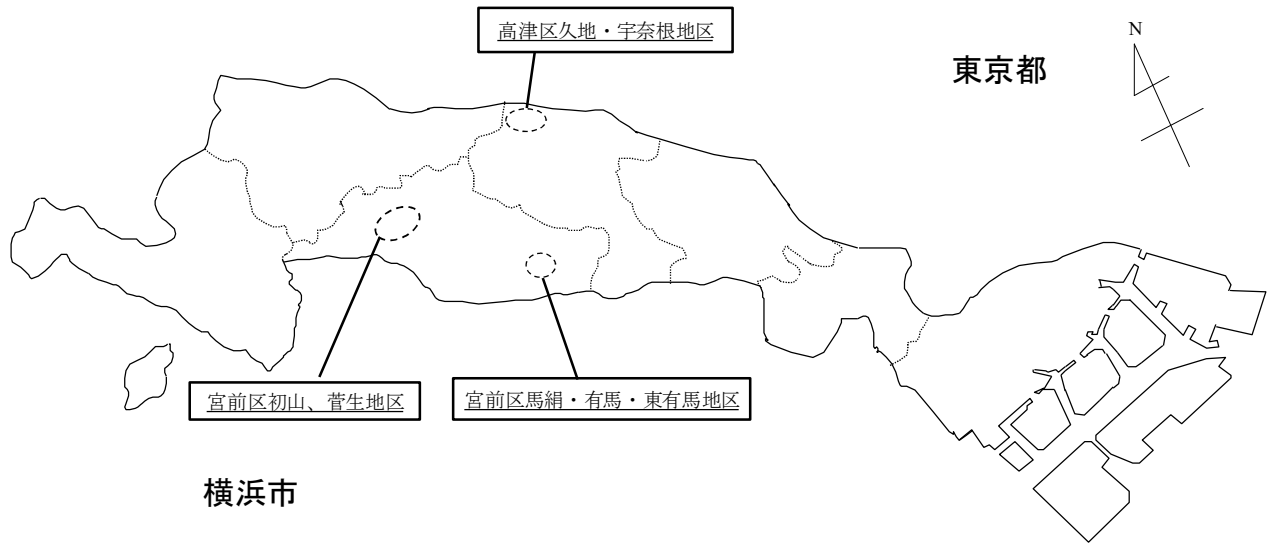 高津区久地・宇奈根地区
N
東京都
宮前区初山、菅生地区
宮前区馬絹・有馬・東有馬地区
横浜市